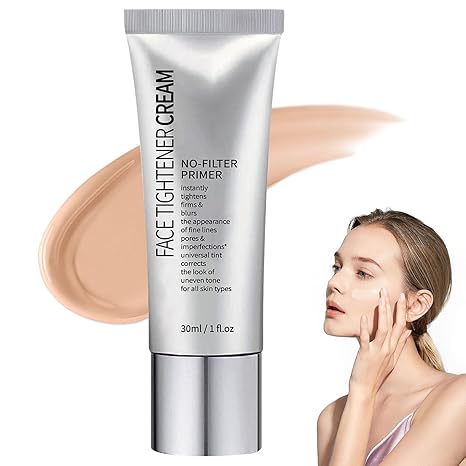 FACE TIGHTENER CREAM
NO-FILTER
PRIMER
instantly
tightens
firms &
blurs
the appearance
of fine lines
pores &
imperfections*
universal tint
corrects
the look of
uneven tone
for all skin types
30ml / 1 fl.oz